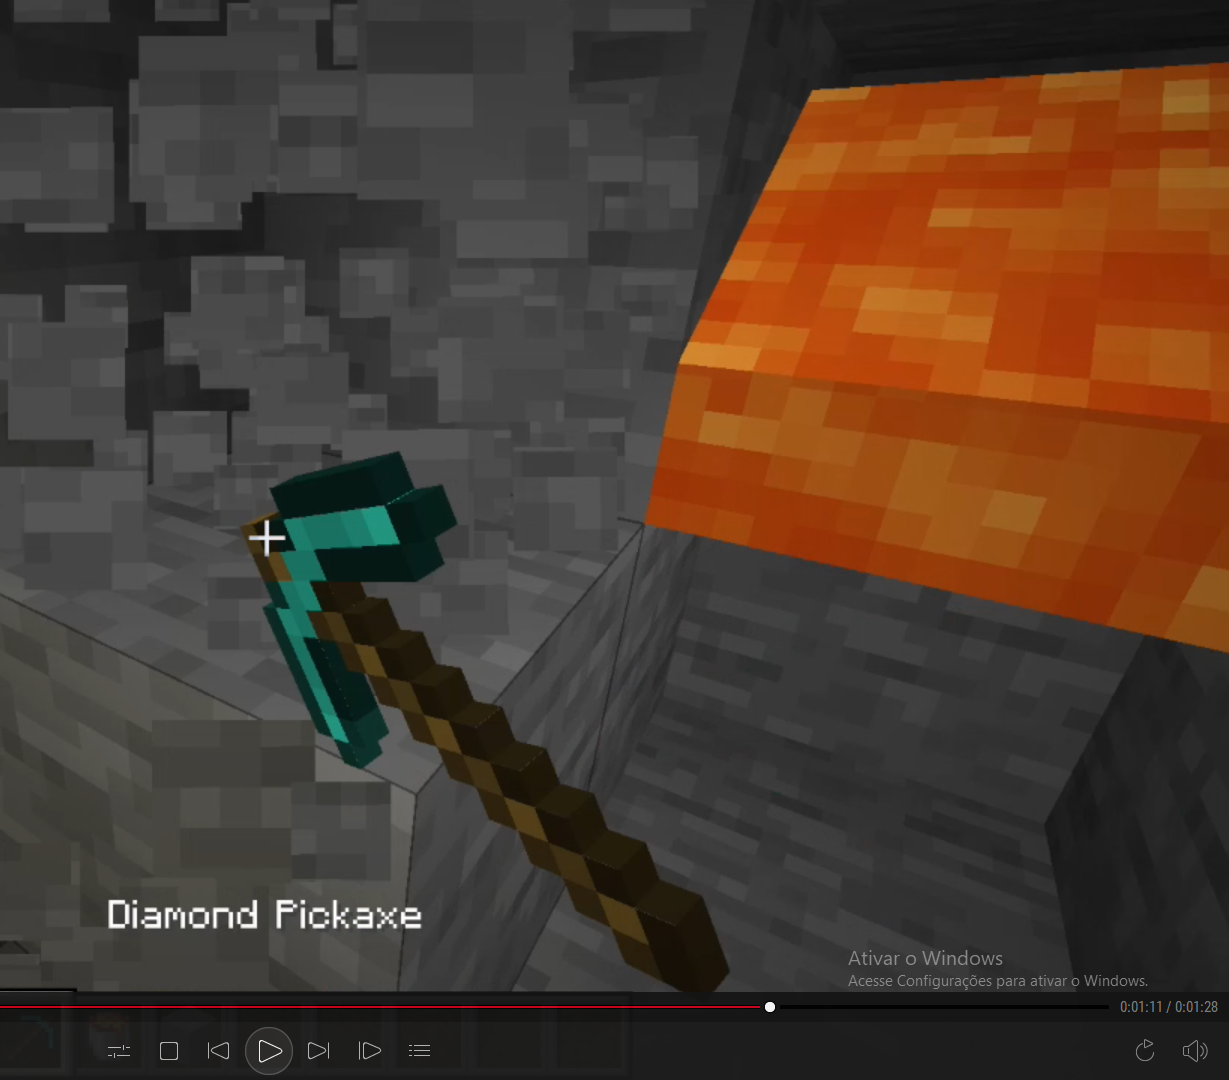 Diamond Pickaxe
Ativar o Windows
Acesse Configurações para ativar o Windows.
0:01:11 / 0:01:28